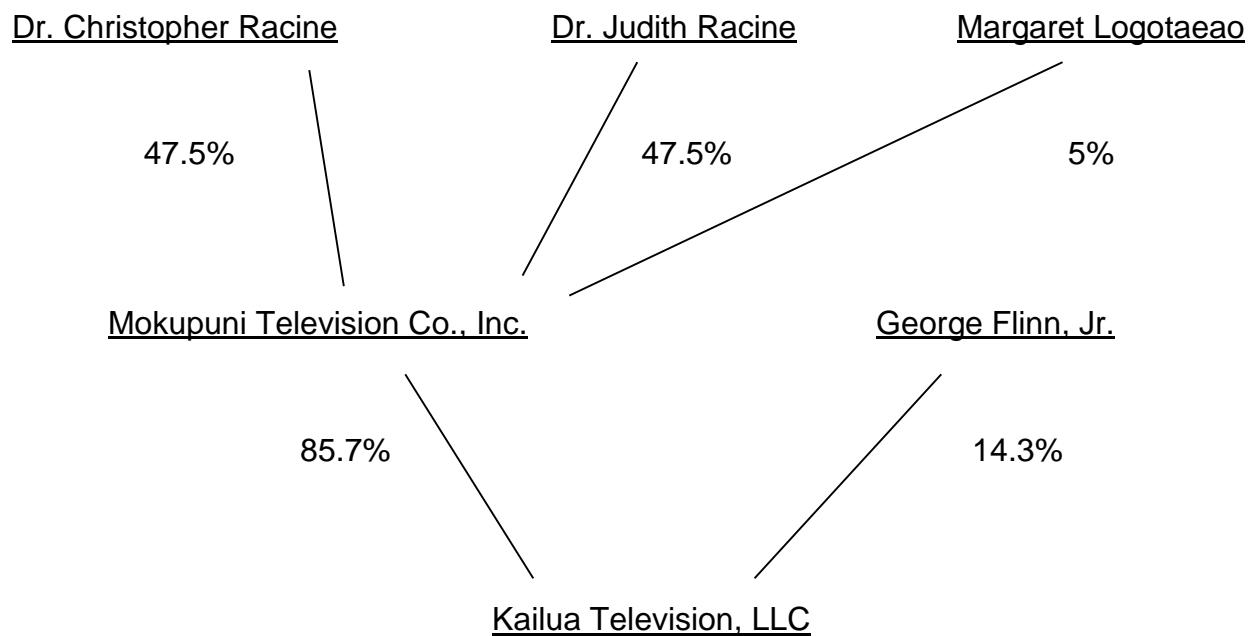 Dr. Christopher Racine Dr. Judith Racine Margaret Logotaeao
47.5% 47.5% 5%
Mokupuni Television Co., Inc. George Flinn, Jr.
85.7% 14.3%
Kailua Television, LLC